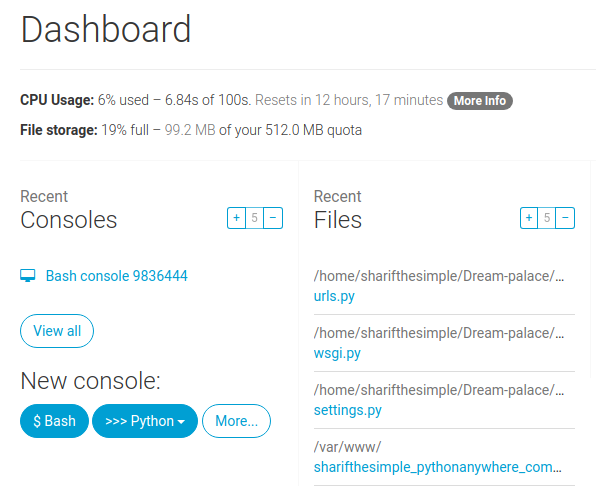 Dashboard
CPU Usage: 6% used – 6.84s of 100s. Resets in 12 hours, 17 minutes More Info
File storage: 19% full – 99.2 MB of your 512.0 MB quota
Recent
Consoles
+ 5 −
Bash console 9836444
View all
New console:
$ Bash >>> Python More...
Recent
Files
+ 5 −
/home/sharifthesimple/Dream-palace/...
urls.py
/home/sharifthesimple/Dream-palace/...
wsgi.py
/home/sharifthesimple/Dream-palace/...
settings.py
/var/www/
sharifthesimple_pythonanywhere_com...